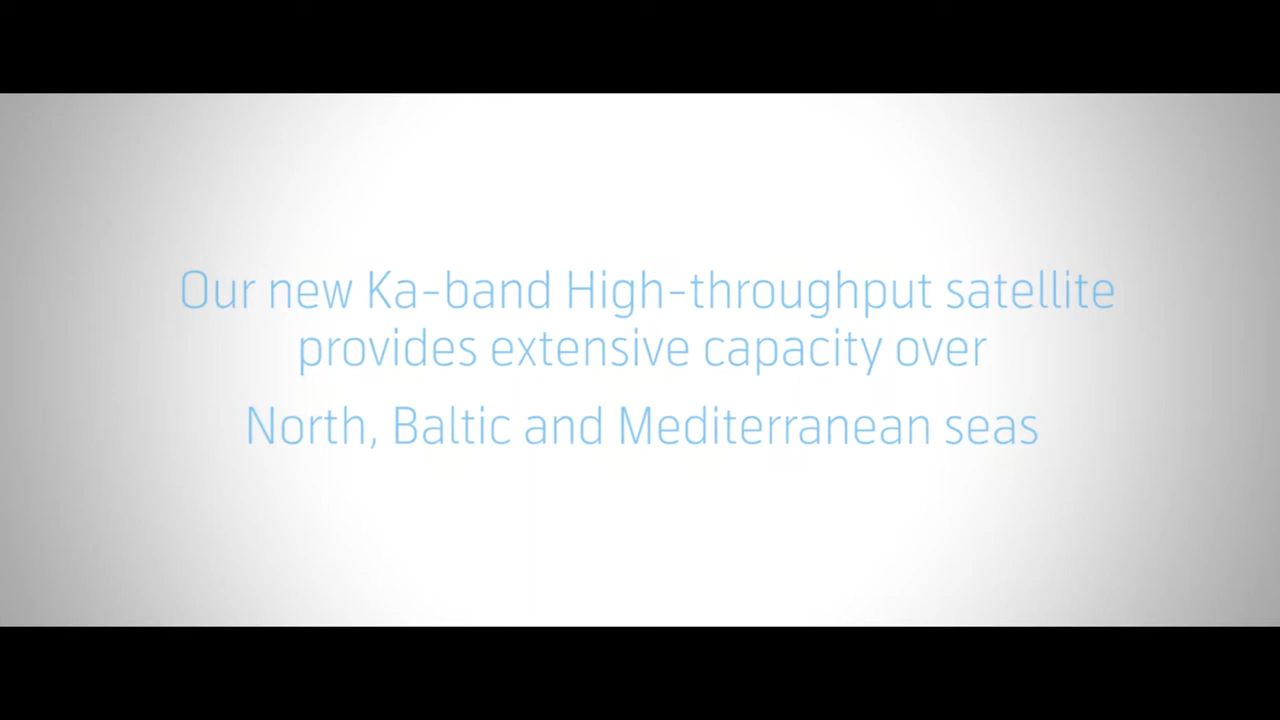 Our new Ka-band High-throughput satellite
provides extensive capacity over
North, Baltic and Mediterranean seas